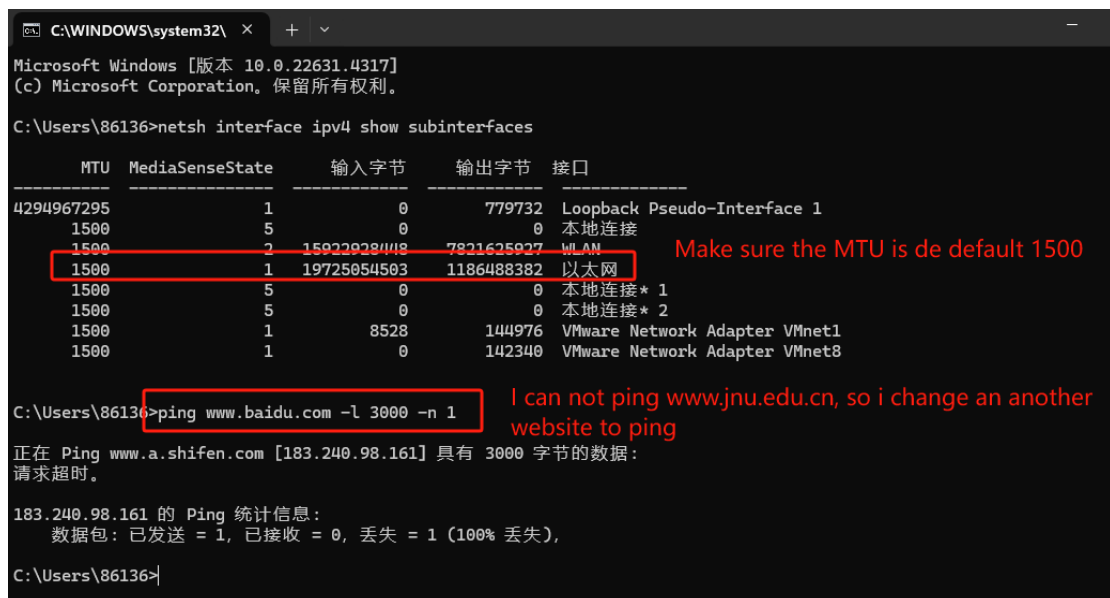 C:\WINDOWS\system32\
Microsoft Windows [版本 10.0.22631.4317]
(c) Microsoft Corporation。保留所有权利。
C:\Users\86136>netsh interface ipv4 show subinterfaces
MTU  MediaSenseState  输入字节  输出字节  接口
----------  ---------------  ------------  ------------  -------------
4294967295  1  0  779732  Loopback Pseudo-Interface 1
1500  5  0  0  本地连接
1500  2  15922928448  7821625927  WLAN
Make sure the MTU is de default 1500
1500  1  19725054503  1186488382  以太网
1500  5  0  0  本地连接* 1
1500  5  0  0  本地连接* 2
1500  1  8528  144976  VMware Network Adapter VMnet1
1500  1  0  142340  VMware Network Adapter VMnet8
C:\Users\86136>ping www.baidu.com -l 3000 -n 1
I can not ping www.jnu.edu.cn, so i change an another
website to ping
正在 Ping www.a.shifen.com [183.240.98.161] 具有 3000 字节的数据:
请求超时。
183.240.98.161 的 Ping 统计信息:
数据包: 已发送 = 1，已接收 = 0，丢失 = 1 (100% 丢失)，
C:\Users\86136>